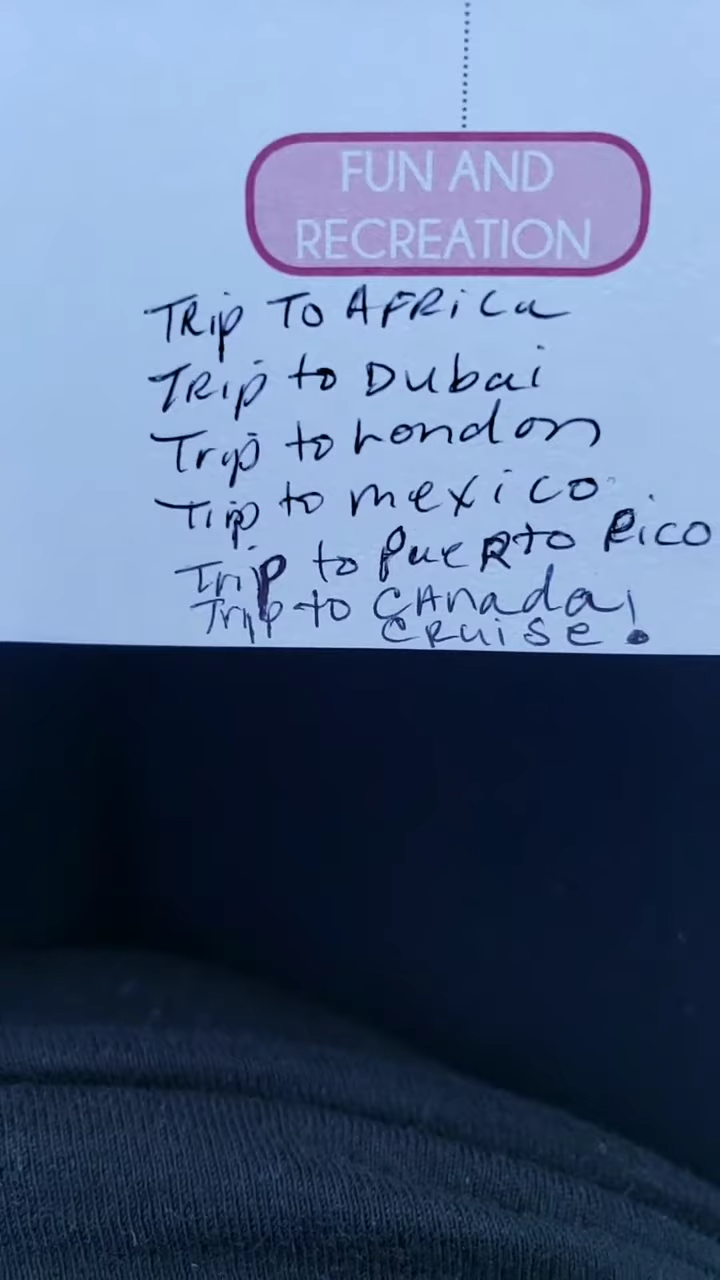 FUN AND
RECREATION
TRip TO AFRiCa
TRip to Dubai
Trip to London
Trip to mexico
Trip to PueRto Rico
Trip to CAnada!
CRuise!